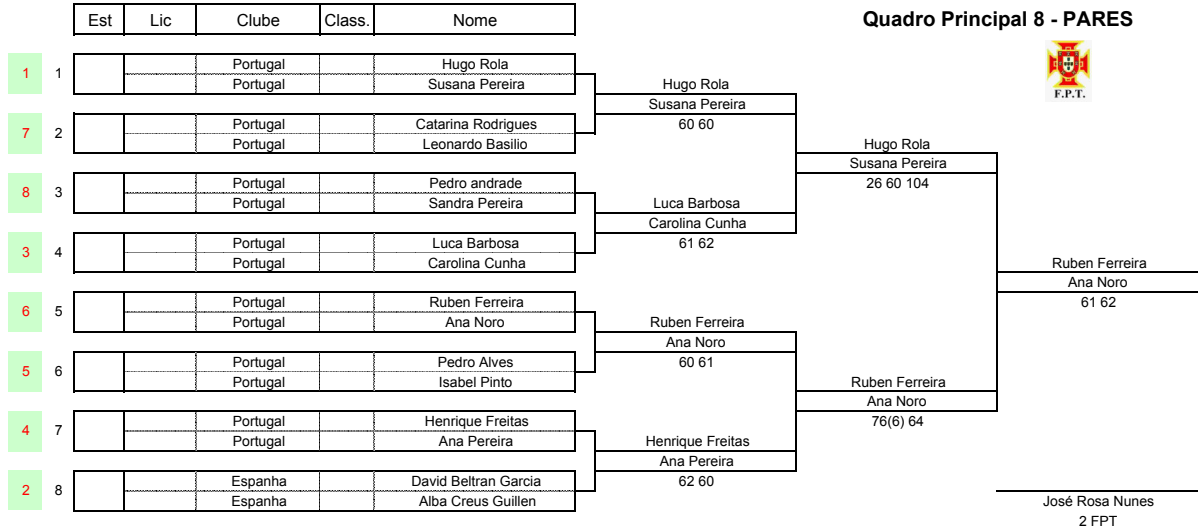 Est Lic Clube Class. Nome
Quadro Principal 8 - PARES
F.P.T.
1 1 Portugal Hugo Rola
Portugal Susana Pereira
7 2 Portugal Catarina Rodrigues
Portugal Leonardo Basilio
8 3 Portugal Pedro andrade
Portugal Sandra Pereira
3 4 Portugal Luca Barbosa
Portugal Carolina Cunha
6 5 Portugal Ruben Ferreira
Portugal Ana Noro
5 6 Portugal Pedro Alves
Portugal Isabel Pinto
4 7 Portugal Henrique Freitas
Portugal Ana Pereira
2 8 Espanha David Beltran Garcia
Espanha Alba Creus Guillen
Hugo Rola
Susana Pereira
60 60
Luca Barbosa
Carolina Cunha
61 62
Ruben Ferreira
Ana Noro
60 61
Henrique Freitas
Ana Pereira
62 60
Hugo Rola
Susana Pereira
26 60 104
Ruben Ferreira
Ana Noro
76(6) 64
Ruben Ferreira
Ana Noro
61 62
José Rosa Nunes
2 FPT